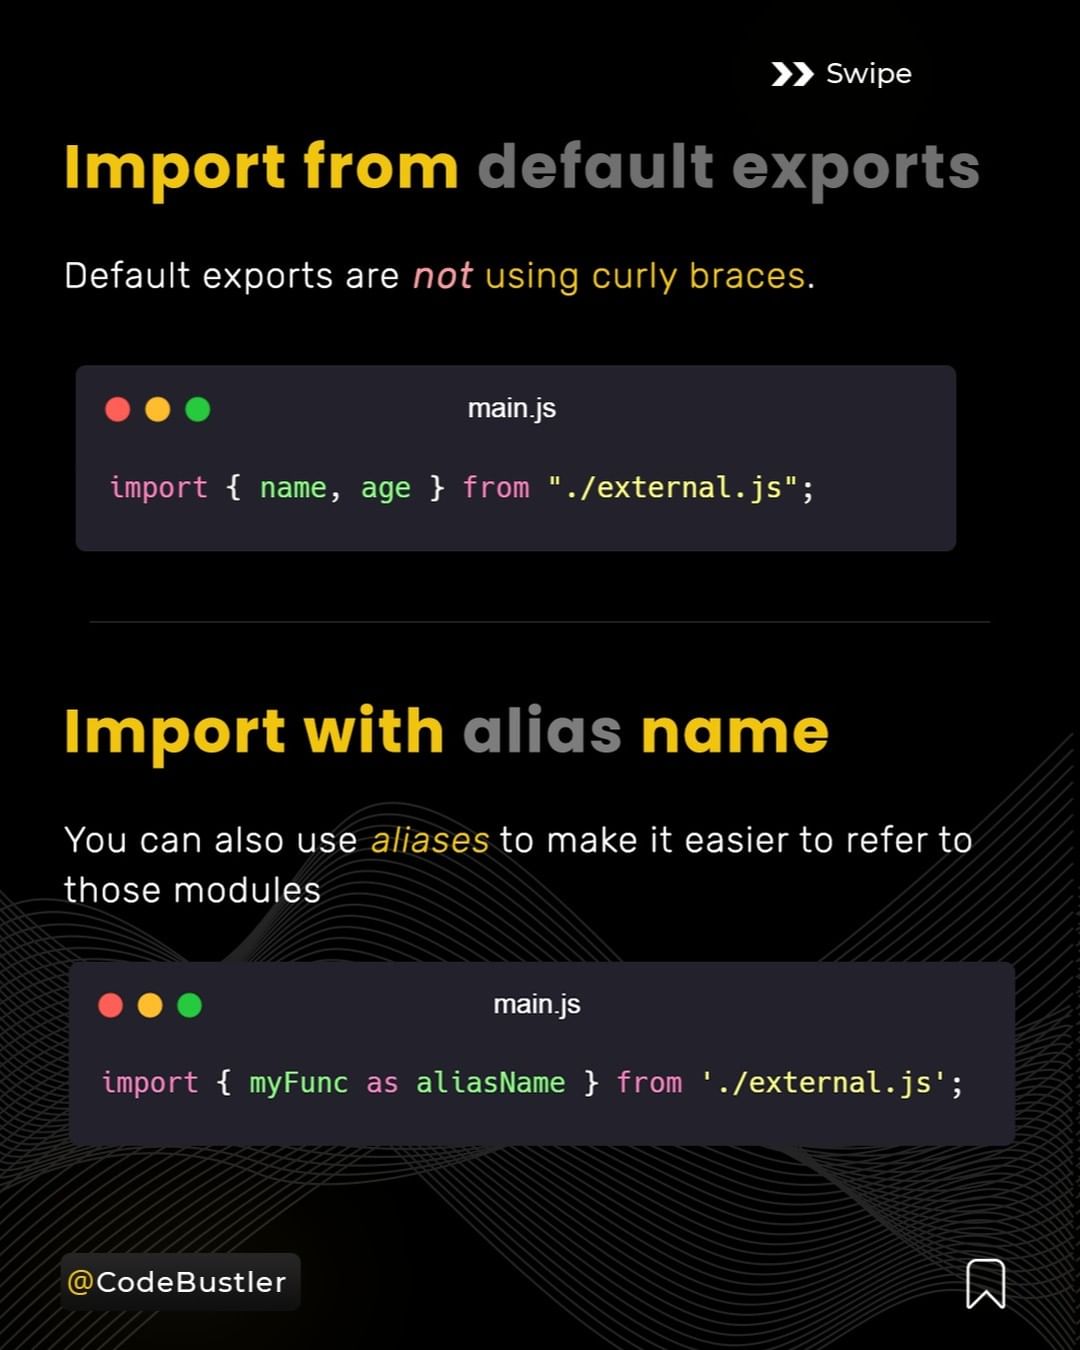 Swipe
Import from default exports
Default exports are not using curly braces.
main.js
import { name, age } from "./external.js";
Import with alias name
You can also use aliases to make it easier to refer to
those modules
main.js
import { myFunc as aliasName } from './external.js';
@CodeBustler